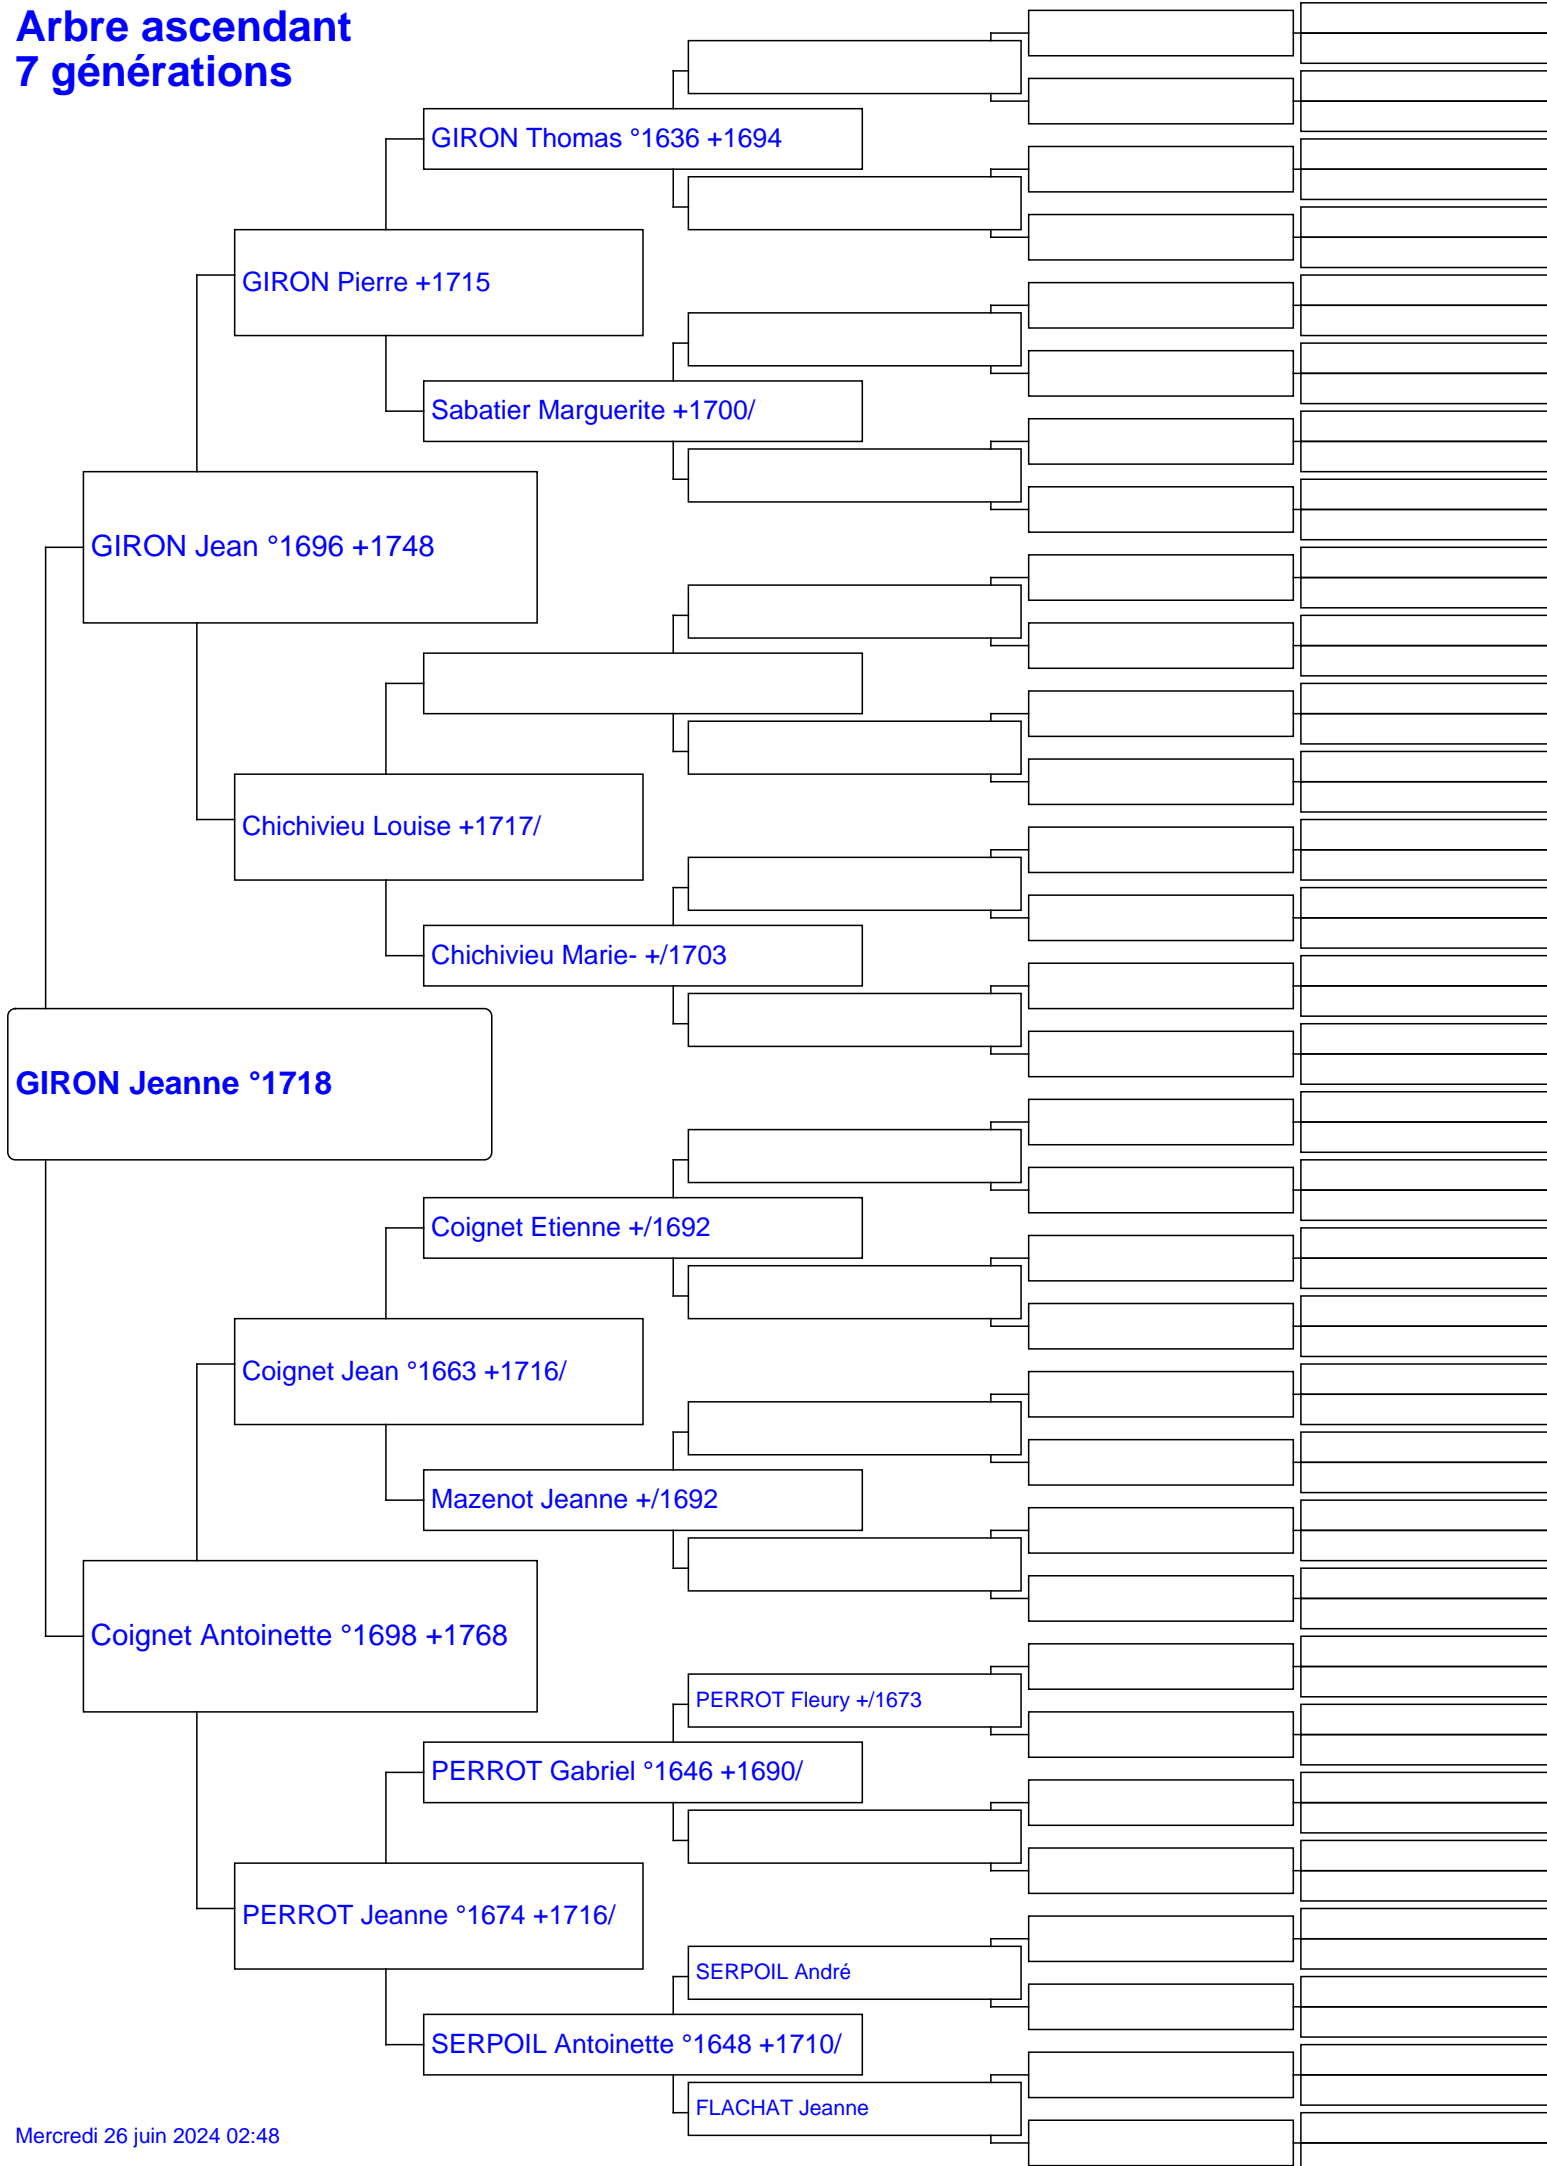 Arbre ascendant
7 générations
GIRON Thomas °1636 +1694
GIRON Pierre +1715
Sabatier Marguerite +1700/
GIRON Jean °1696 +1748
Chichivieu Louise +1717/
Chichivieu Marie- +/1703
GIRON Jeanne °1718
Coignet Etienne +/1692
Coignet Jean °1663 +1716/
Mazenot Jeanne +/1692
Coignet Antoinette °1698 +1768
PERROT Fleury +/1673
PERROT Gabriel °1646 +1690/
PERROT Jeanne °1674 +1716/
SERPOIL André
SERPOIL Antoinette °1648 +1710/
FLACHAT Jeanne
Mercredi 26 juin 2024 02:48